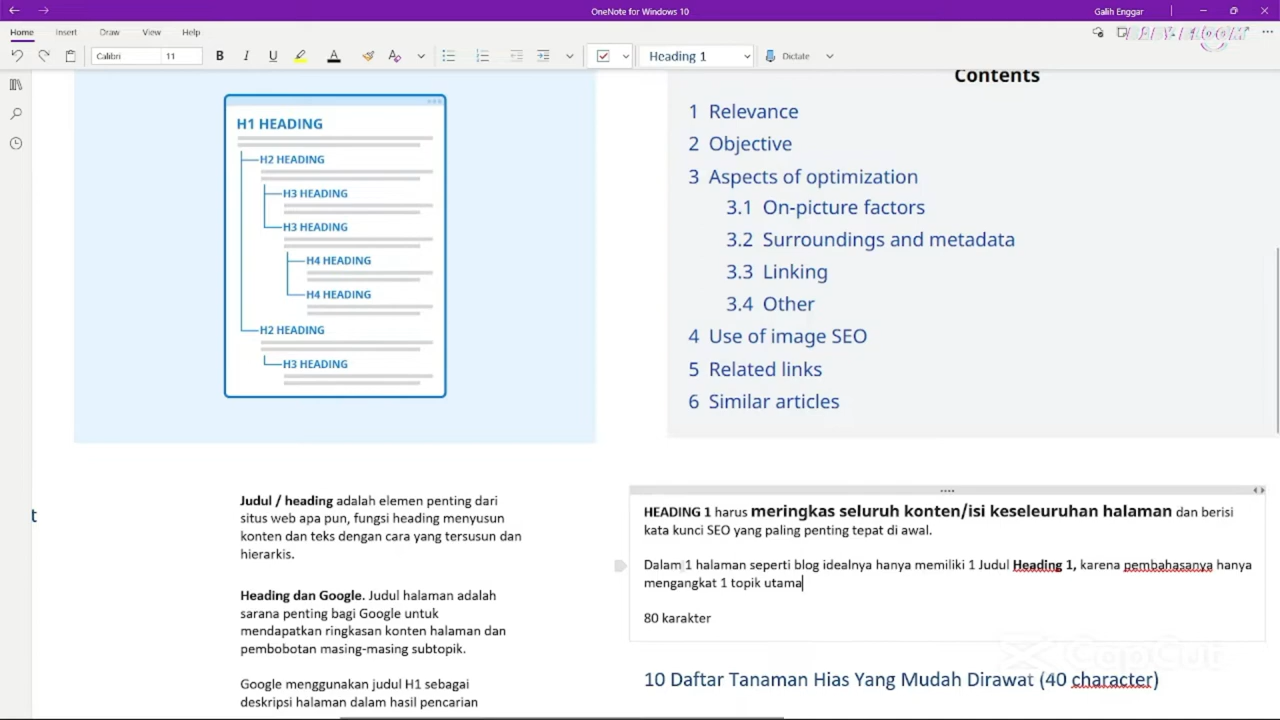 OneNote for Windows 10
Galih Enggar
Home Insert Draw View Help
Calibri 11 B I U A Heading 1 Dictate
H1 HEADING
H2 HEADING
H3 HEADING
H3 HEADING
H4 HEADING
H4 HEADING
H2 HEADING
H3 HEADING
Contents
1 Relevance
2 Objective
3 Aspects of optimization
3.1 On-picture factors
3.2 Surroundings and metadata
3.3 Linking
3.4 Other
4 Use of image SEO
5 Related links
6 Similar articles
t
Judul / heading adalah elemen penting dari
situs web apa pun, fungsi heading menyusun
konten dan teks dengan cara yang tersusun dan
hierarkis.
Heading dan Google. Judul halaman adalah
sarana penting bagi Google untuk
mendapatkan ringkasan konten halaman dan
pembobotan masing-masing subtopik.
Google menggunakan judul H1 sebagai
deskripsi halaman dalam hasil pencarian
HEADING 1 harus meringkas seluruh konten/isi keseleuruhan halaman dan berisi
kata kunci SEO yang paling penting tepat di awal.
Dalam 1 halaman seperti blog idealnya hanya memiliki 1 Judul Heading 1, karena pembahasanya hanya
mengangkat 1 topik utama
80 karakter
CapCut
10 Daftar Tanaman Hias Yang Mudah Dirawat (40 character)